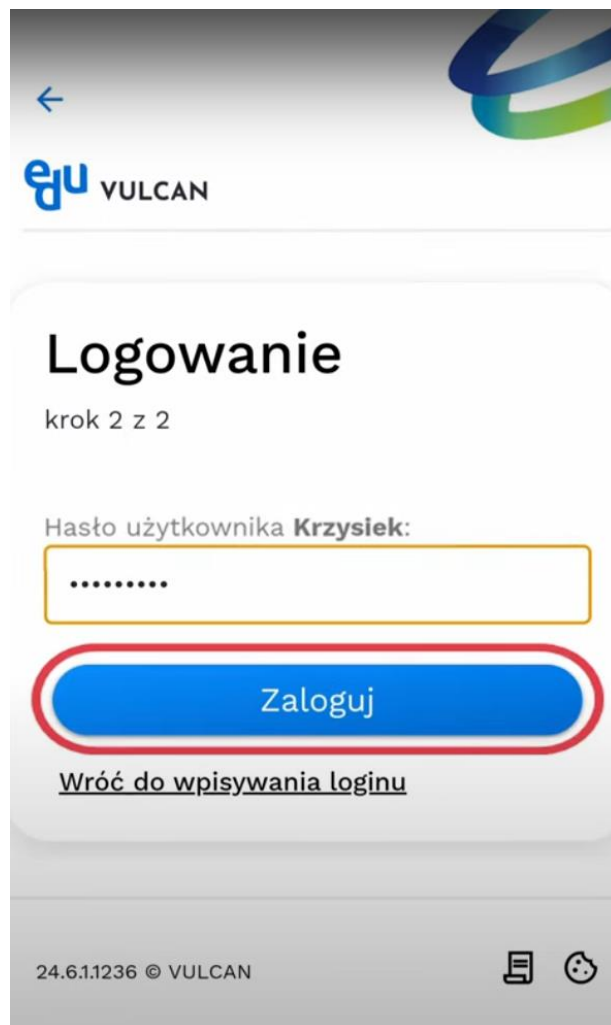 edu VULCAN
Logowanie
krok 2 z 2
Hasło użytkownika Krzysiek:
•••••••••
Zaloguj
Wróć do wpisywania loginu
24.6.1.1236 © VULCAN